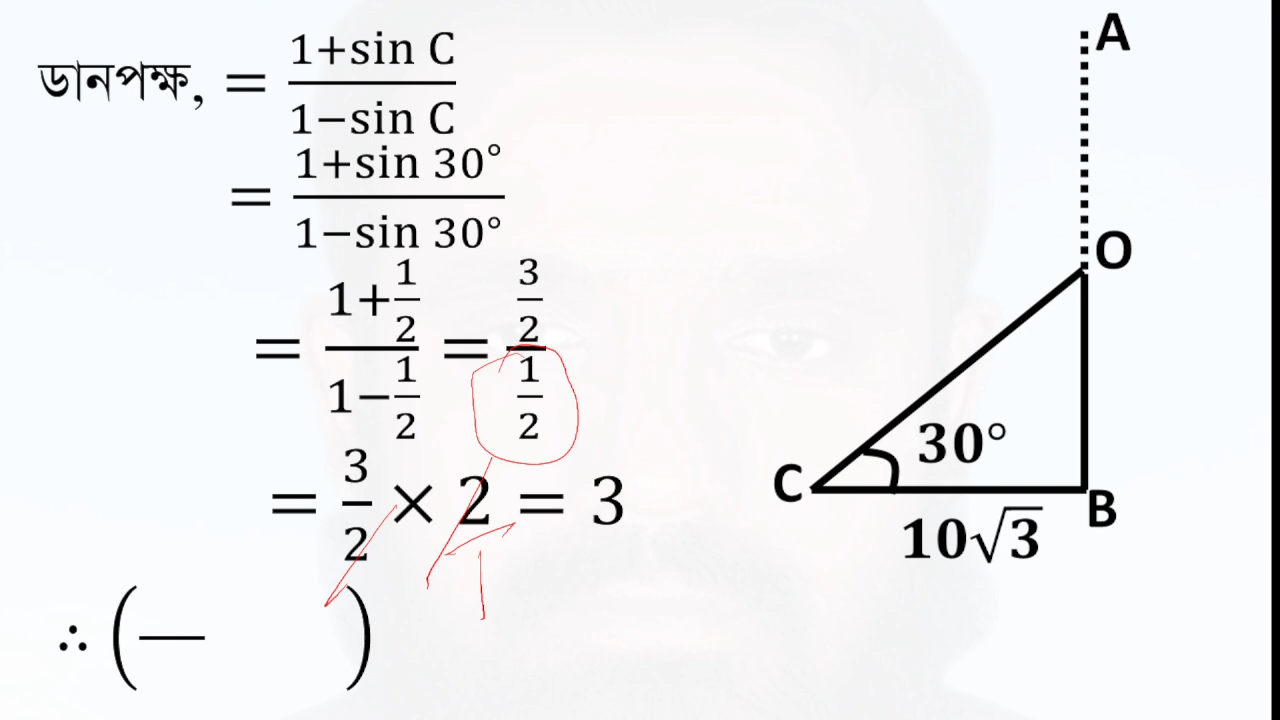 ডানপক্ষ, = (1+sin C)/(1−sin C)
= (1+sin 30°)/(1−sin 30°)
= (1+1/2)/(1−1/2) = (3/2)/(1/2)
= 3/2 × 2 = 3
∴ (— )
A
O
30°
C
B
10√3